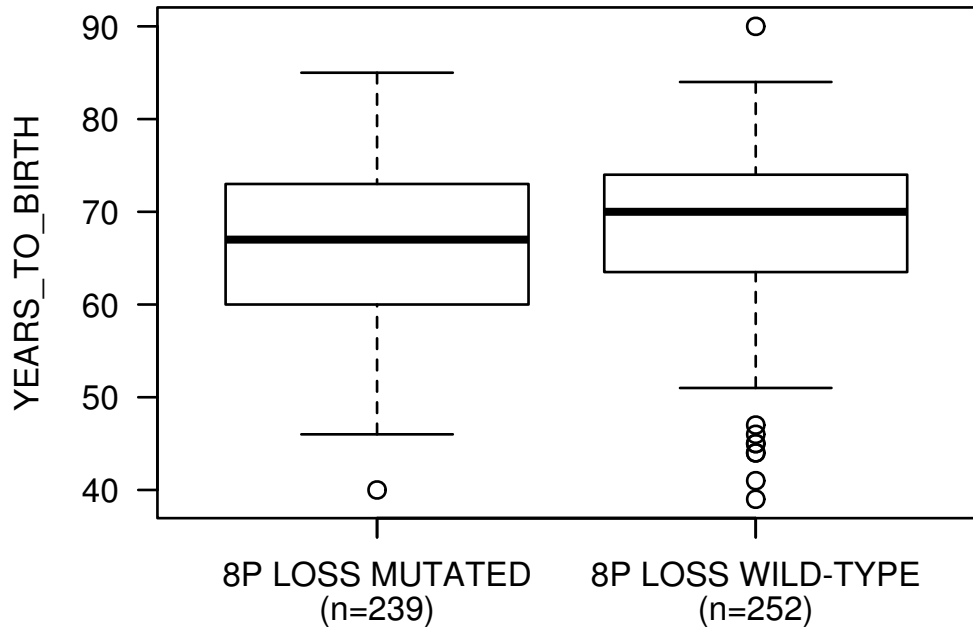 YEARS_TO_BIRTH
90
80
70
60
50
40
8P LOSS MUTATED
(n=239)
8P LOSS WILD-TYPE
(n=252)